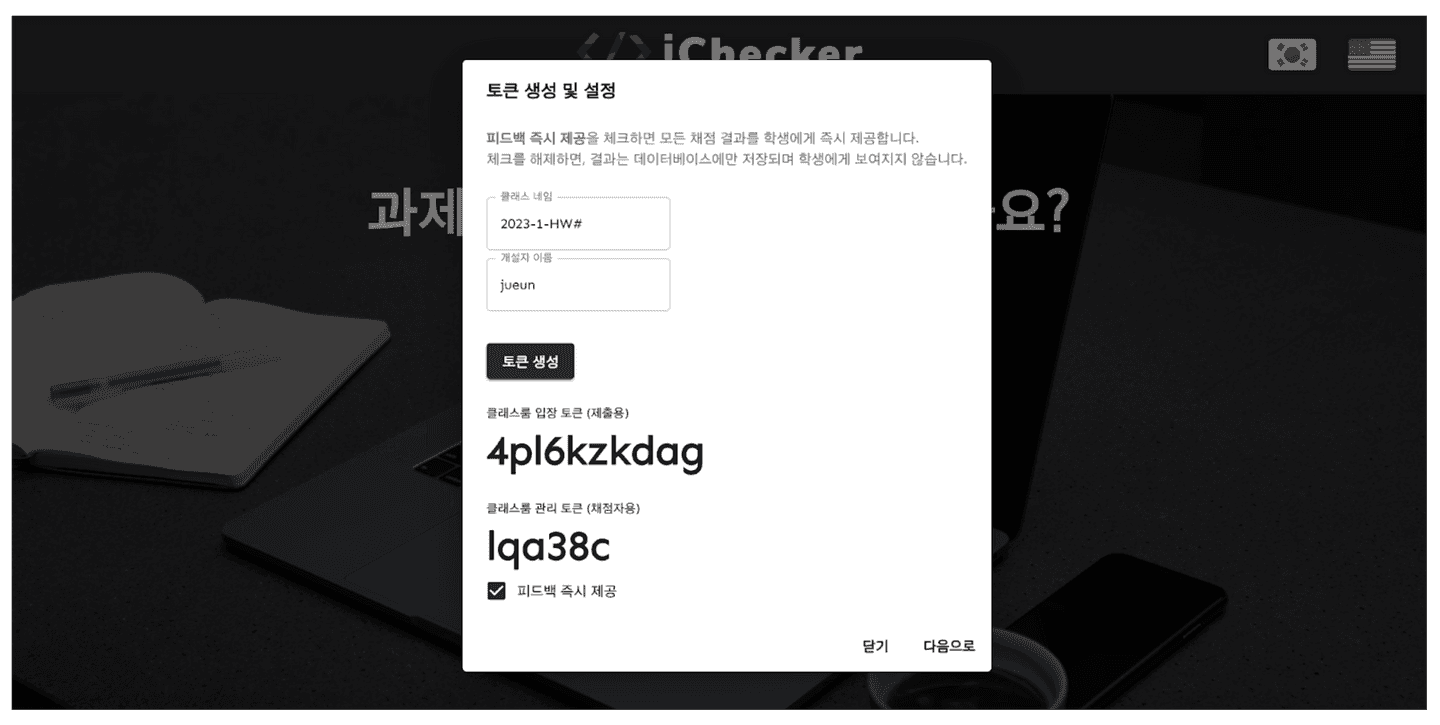 iChecker
토큰 생성 및 설정
피드백 즉시 제공을 체크하면 모든 채점 결과를 학생에게 즉시 제공합니다.
체크를 해제하면, 결과는 데이터베이스에만 저장되며 학생에게 보여지지 않습니다.
과제
요?
클래스 네임
2023-1-HW#
개설자 이름
jueun
토큰 생성
클래스룸 입장 토큰 (제출용)
4pl6kzkdag
클래스룸 관리 토큰 (채점자용)
lqa38c
피드백 즉시 제공
닫기 다음으로